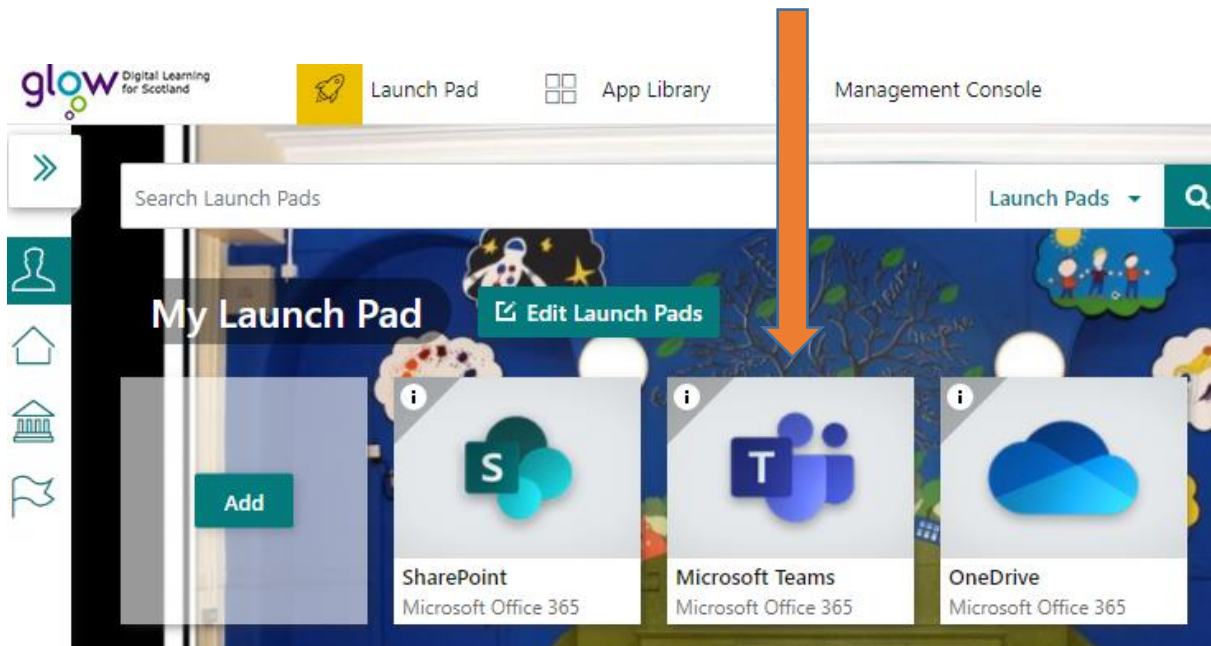 glow Digital Learning
for Scotland
Launch Pad
App Library
Management Console
Search Launch Pads
Launch Pads
My Launch Pad
Edit Launch Pads
Add
S
T
SharePoint
Microsoft Office 365
Microsoft Teams
Microsoft Office 365
OneDrive
Microsoft Office 365